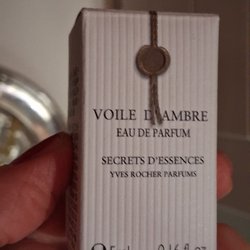 VOILE D'AMBRE
EAU DE PARFUM
SECRETS D'ESSENCES
YVES ROCHER PARFUMS